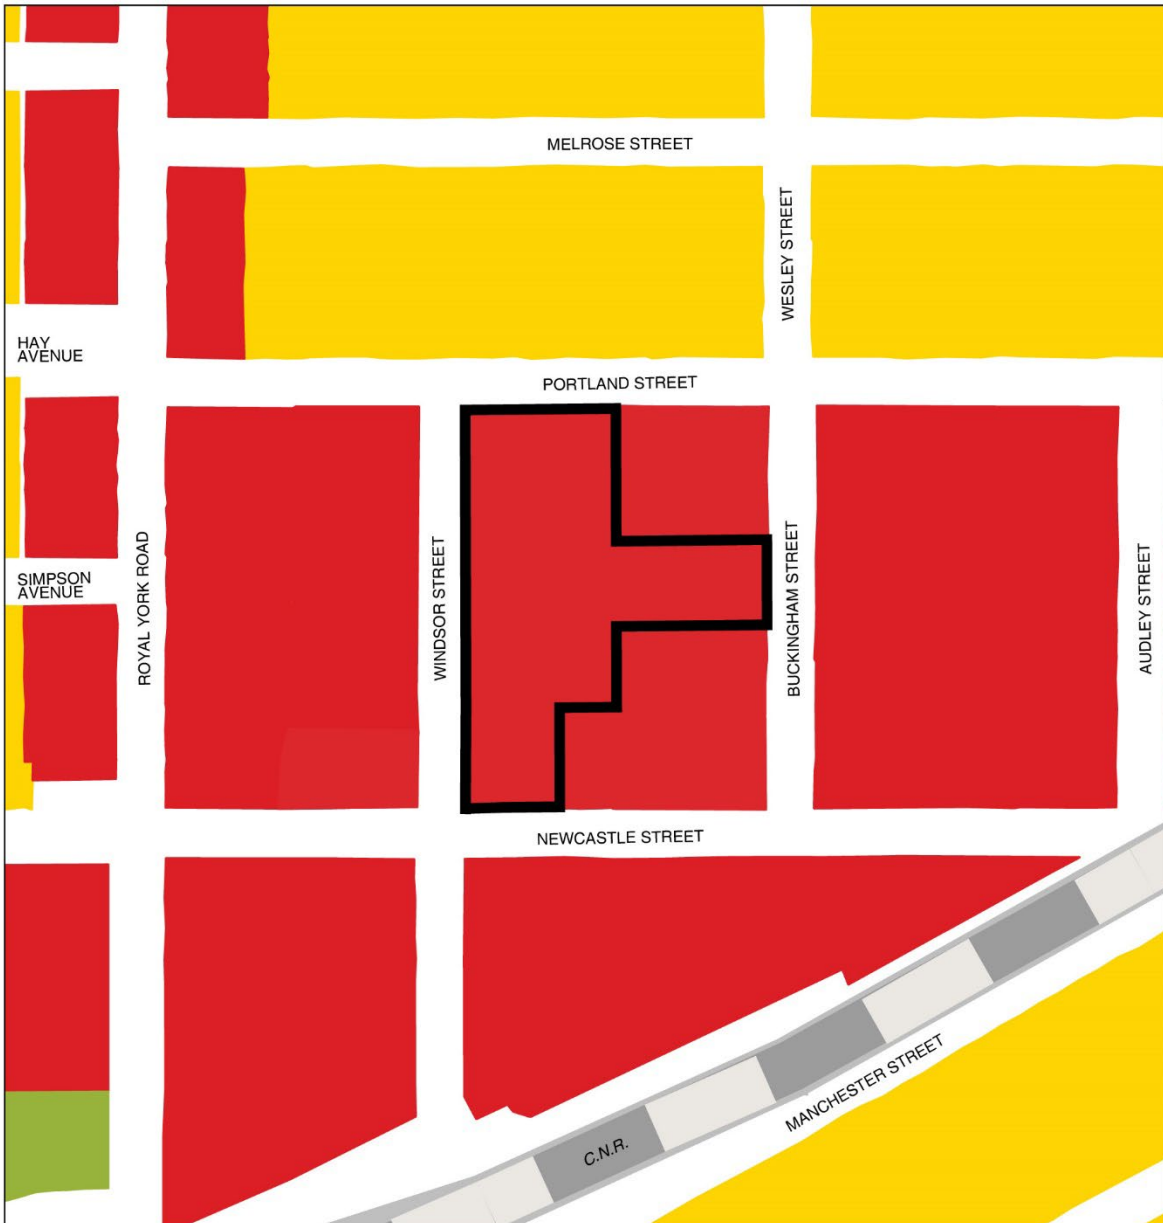 MELROSE STREET
WESLEY STREET
HAY
AVENUE
PORTLAND STREET
SIMPSON
AVENUE
ROYAL YORK ROAD
WINDSOR STREET
BUCKINGHAM STREET
AUDLEY STREET
NEWCASTLE STREET
MANCHESTER STREET
C.N.R.